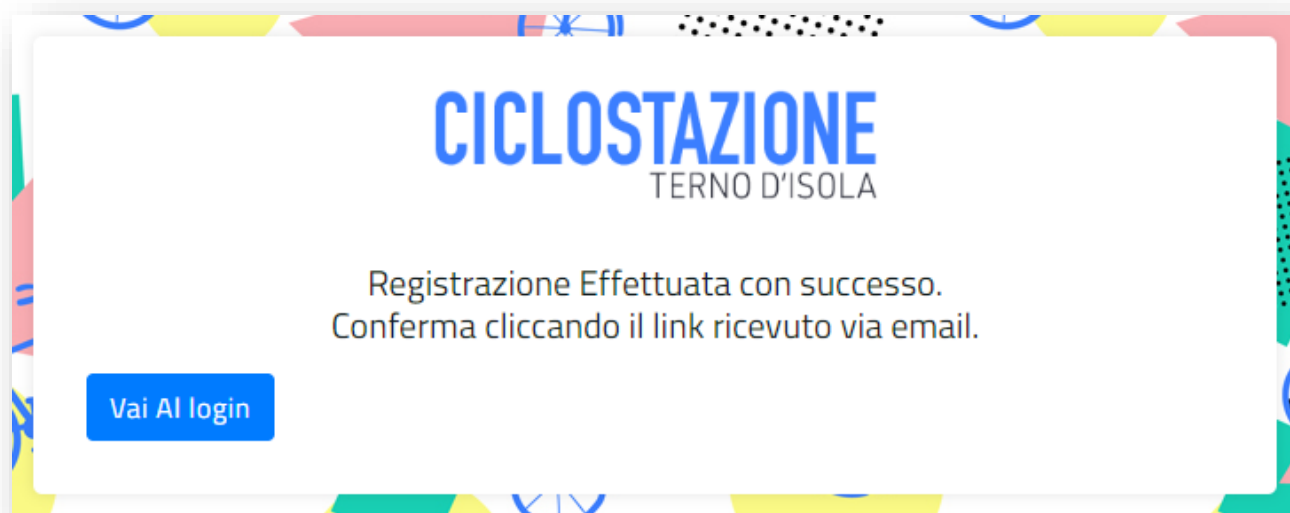 CICLOSTAZIONE
TERNO D'ISOLA
Registrazione Effettuata con successo.
Conferma cliccando il link ricevuto via email.
Vai Al login